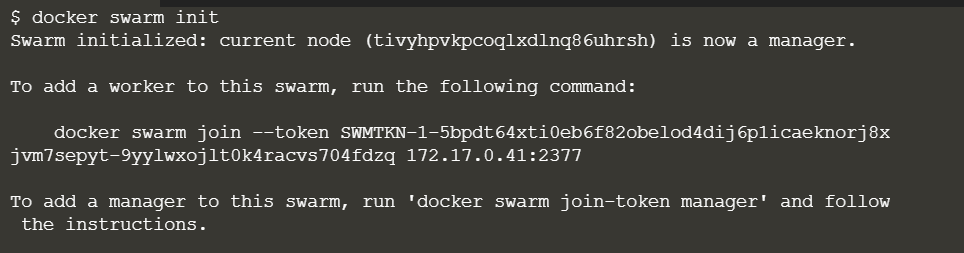 $ docker swarm init
Swarm initialized: current node (tivyhpvkpcoqlxdlnq86uhrsh) is now a manager.
To add a worker to this swarm, run the following command:
docker swarm join --token SWMTKN-1-5bpdt64xti0eb6f82obelod4dij6p1icaeknorj8x
jvm7sepyt-9yylwxojlt0k4racvs704fdzq 172.17.0.41:2377
To add a manager to this swarm, run 'docker swarm join-token manager' and follow
the instructions.